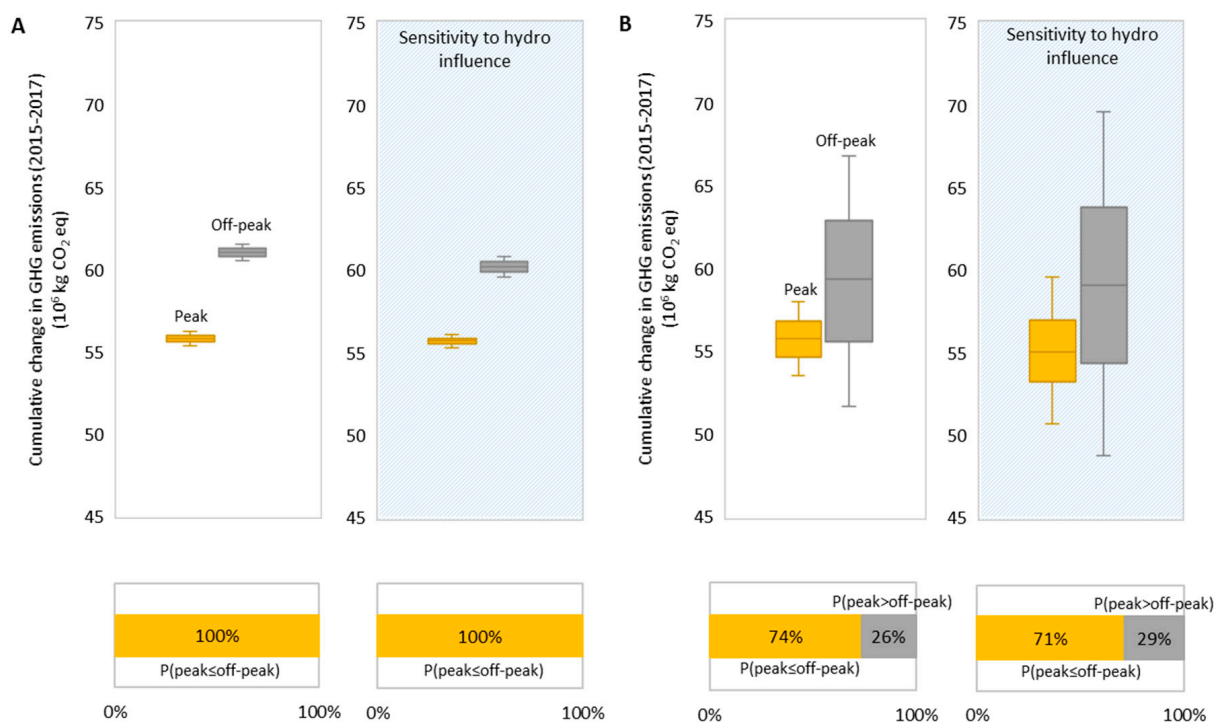 A
Cumulative change in GHG emissions (2015-2017)
(10⁶ kg CO₂ eq)
75
70
65
60
55
50
45
Off-peak
Peak
75
70
65
60
55
50
45
Sensitivity to hydro
influence
B
Cumulative change in GHG emissions (2015-2017)
(10⁶ kg CO₂ eq)
75
70
65
60
55
50
45
Off-peak
Peak
75
70
65
60
55
50
45
Sensitivity to hydro
influence
100%
P(peak≤off-peak)
0%
100%
100%
P(peak≤off-peak)
0%
100%
P(peak>off-peak)
74%
26%
P(peak≤off-peak)
0%
100%
P(peak>off-peak)
71%
29%
P(peak≤off-peak)
0%
100%